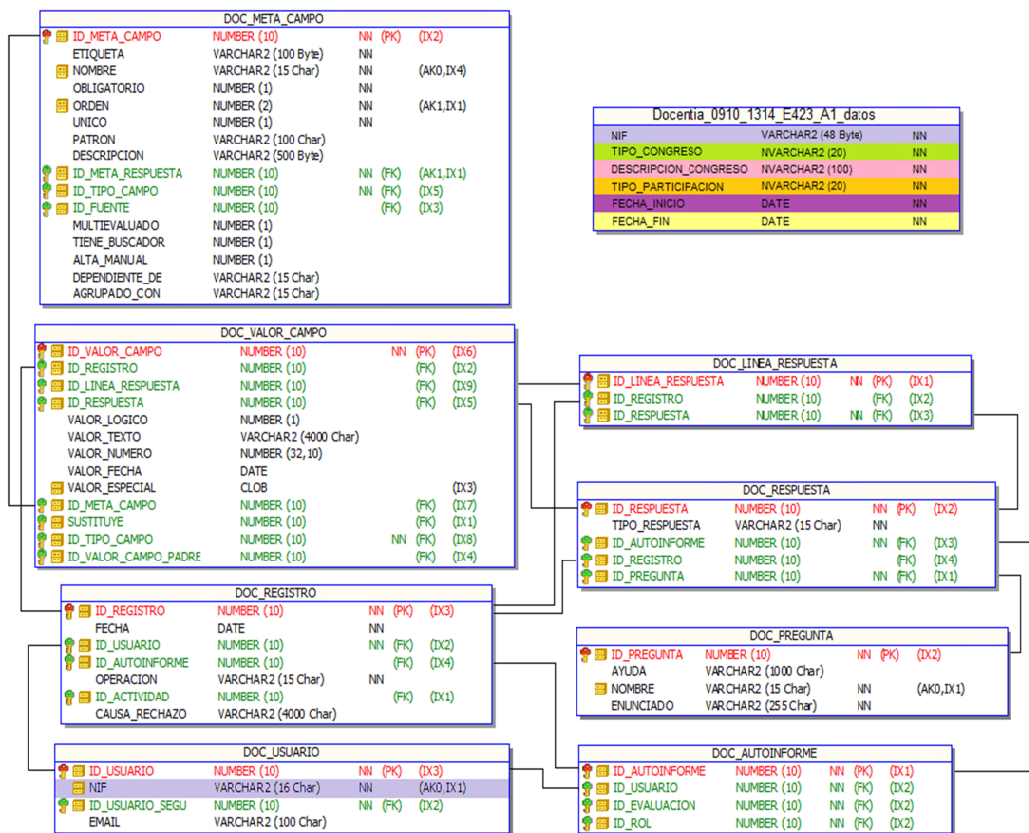 DOC_META_CAMPO
ID_META_CAMPO NUMBER (10) NN (PK) (IX2)
ETIQUETA VARCHAR2 (100 Byte) NN
NOMBRE VARCHAR2 (15 Char) NN (AK0,IX4)
OBLIGATORIO NUMBER (1) NN
ORDEN NUMBER (2) NN (AK1,IX1)
UNICO NUMBER (1) NN
PATRON VARCHAR2 (100 Char)
DESCRIPCION VARCHAR2 (500 Byte)
ID_META_RESPUESTA NUMBER (10) NN (FK) (AK1,IX1)
ID_TIPO_CAMPO NUMBER (10) NN (FK) (IX5)
ID_FUENTE NUMBER (10) (FK) (IX3)
MULTIEVALUADO NUMBER (1)
TIENE_BUSCADOR NUMBER (1)
ALTA_MANUAL NUMBER (1)
DEPENDIENTE_DE VARCHAR2 (15 Char)
AGRUPADO_CON VARCHAR2 (15 Char)
Docentia_0910_1314_E423_A1_datos
NIF VARCHAR2 (48 Byte) NN
TIPO_CONGRESO NVARCHAR2 (20) NN
DESCRIPCION_CONGRESO NVARCHAR2 (100) NN
TIPO_PARTICIPACION NVARCHAR2 (20) NN
FECHA_INICIO DATE NN
FECHA_FIN DATE NN
DOC_VALOR_CAMPO
ID_VALOR_CAMPO NUMBER (10) NN (PK) (IX6)
ID_REGISTRO NUMBER (10) (FK) (IX2)
ID_LINEA_RESPUESTA NUMBER (10) (FK) (IX9)
ID_RESPUESTA NUMBER (10) (FK) (IX5)
VALOR_LOGICO NUMBER (1)
VALOR_TEXTO VARCHAR2 (4000 Char)
VALOR_NUMERO NUMBER (32,10)
VALOR_FECHA DATE
VALOR_ESPECIAL CLOB (IX3)
ID_META_CAMPO NUMBER (10) (FK) (IX7)
SUSTITUYE NUMBER (10) (FK) (IX1)
ID_TIPO_CAMPO NUMBER (10) NN (FK) (IX8)
ID_VALOR_CAMPO_PADRE NUMBER (10) (FK) (IX4)
DOC_LINEA_RESPUESTA
ID_LINEA_RESPUESTA NUMBER (10) NN (PK) (IX1)
ID_REGISTRO NUMBER (10) (FK) (IX2)
ID_RESPUESTA NUMBER (10) NN (FK) (IX3)
DOC_RESPUESTA
ID_RESPUESTA NUMBER (10) NN (PK) (IX2)
TIPO_RESPUESTA VARCHAR2 (15 Char) NN
ID_AUTOINFORME NUMBER (10) NN (FK) (IX3)
ID_REGISTRO NUMBER (10) (FK) (IX4)
ID_PREGUNTA NUMBER (10) NN (FK) (IX1)
DOC_REGISTRO
ID_REGISTRO NUMBER (10) NN (PK) (IX3)
FECHA DATE NN
ID_USUARIO NUMBER (10) NN (FK) (IX2)
ID_AUTOINFORME NUMBER (10) (FK) (IX4)
OPERACION VARCHAR2 (15 Char) NN
ID_ACTIVIDAD NUMBER (10) (FK) (IX1)
CAUSA_RECHAZO VARCHAR2 (4000 Char)
DOC_PREGUNTA
ID_PREGUNTA NUMBER (10) NN (PK) (IX2)
AYUDA VARCHAR2 (1000 Char)
NOMBRE VARCHAR2 (15 Char) NN (AK0,IX1)
ENUNCIADO VARCHAR2 (255 Char) NN
DOC_USUARIO
ID_USUARIO NUMBER (10) NN (PK) (IX3)
NIF VARCHAR2 (16 Char) NN (AK0,IX1)
ID_USUARIO_SEGU NUMBER (10) NN (FK) (IX2)
EMAIL VARCHAR2 (100 Char)
DOC_AUTOINFORME
ID_AUTOINFORME NUMBER (10) NN (PK) (IX1)
ID_USUARIO NUMBER (10) NN (FK) (IX2)
ID_EVALUACION NUMBER (10) NN (FK) (IX2)
ID_ROL NUMBER (10) NN (FK) (IX2)